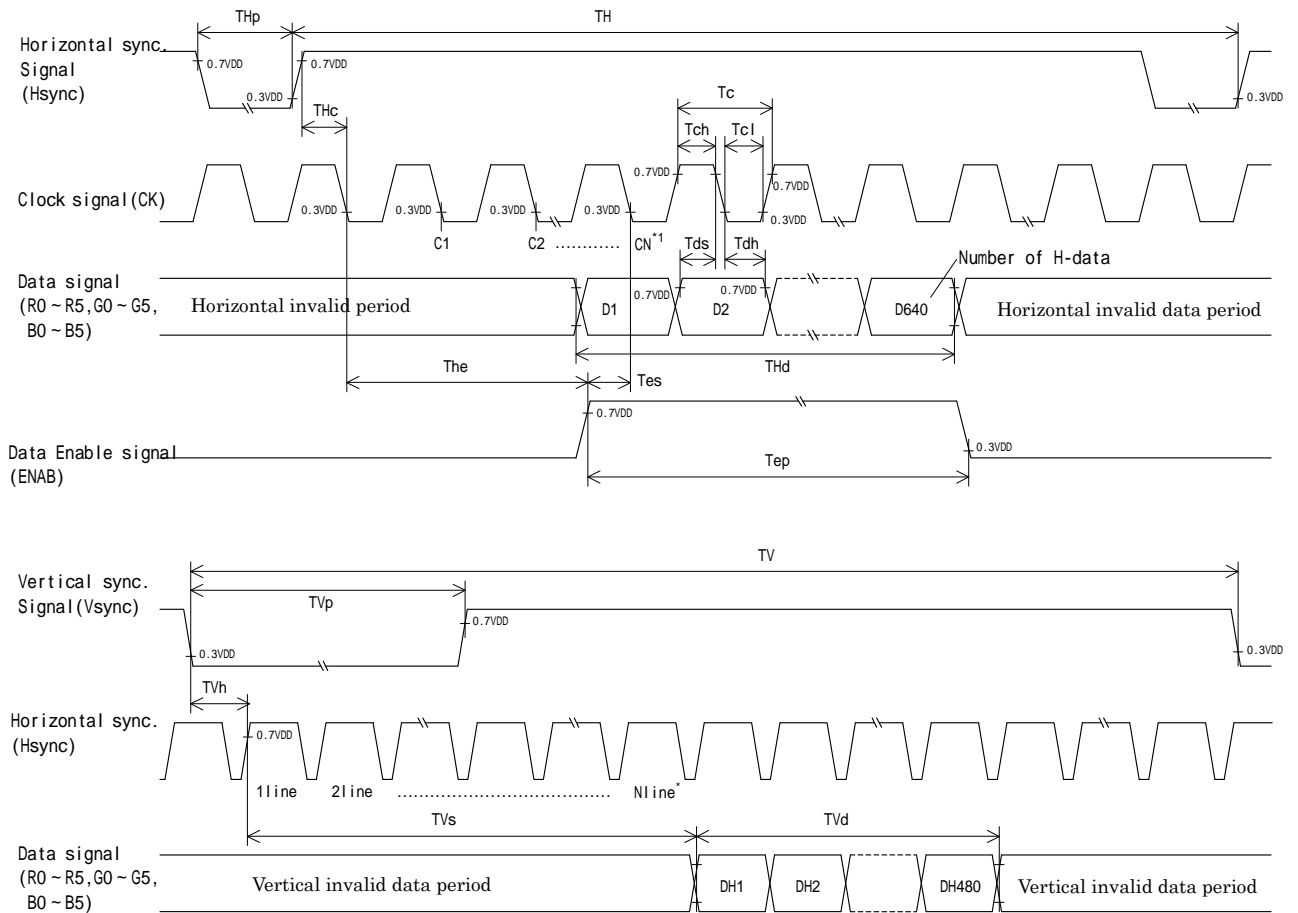 THp
TH
Horizontal sync.
Signal
(Hsync)
0.7VDD
0.3VDD
0.7VDD
0.3VDD
THc
Tc
Tch
Tcl
Clock signal(CK)
0.3VDD
0.3VDD
0.3VDD
0.3VDD
0.7VDD
0.7VDD
0.3VDD
C1
C2
............
CN*1
Tds
Tdh
Number of H-data
Data signal
(R0~R5,G0~G5,
B0~B5)
Horizontal invalid period
D1
0.7VDD
D2
0.7VDD
D640
Horizontal invalid data period
THd
The
Tes
0.7VDD
Data Enable signal
(ENAB)
Tep
0.3VDD
TV
Vertical sync.
Signal(Vsync)
TVp
0.7VDD
0.3VDD
0.3VDD
TVh
Horizontal sync.
(Hsync)
0.7VDD
1line
2line
......................................
Nline*
TVs
TVd
Data signal
(R0~R5,G0~G5,
B0~B5)
Vertical invalid data period
DH1
DH2
DH480
Vertical invalid data period